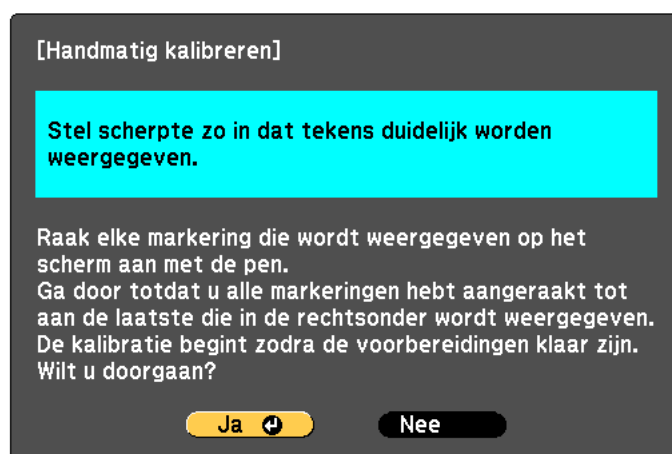 [Handmatig kalibreren]
Stel scherpte zo in dat tekens duidelijk worden
weergegeven.
Raak elke markering die wordt weergegeven op het
scherm aan met de pen.
Ga door totdat u alle markeringen hebt aangeraakt tot
aan de laatste die in de rechtsonder wordt weergegeven.
De kalibratie begint zodra de voorbereidingen klaar zijn.
Wilt u doorgaan?
Ja Nee